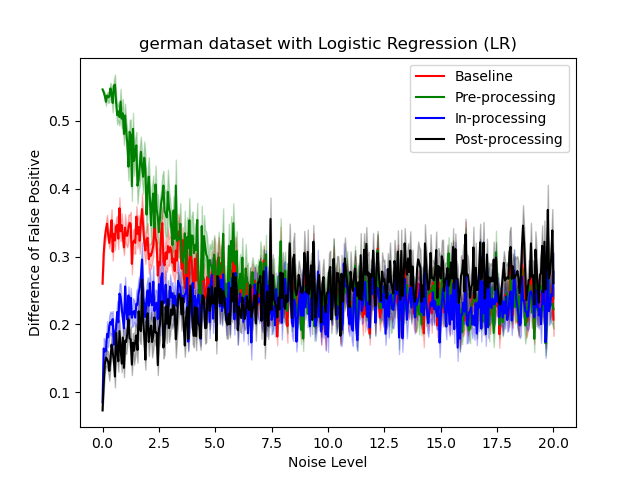 german dataset with Logistic Regression (LR)
Baseline
Pre-processing
In-processing
Post-processing
Difference of False Positive
0.5
0.4
0.3
0.2
0.1
0.0 2.5 5.0 7.5 10.0 12.5 15.0 17.5 20.0
Noise Level